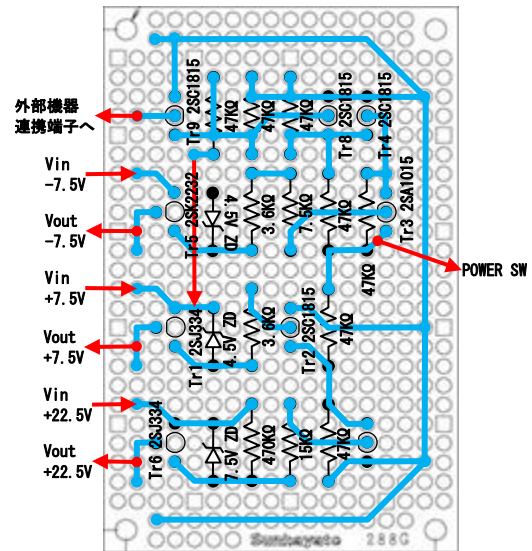 外部機器
連携端子へ
Tr9 2SC1815
47KΩ
47KΩ
47KΩ
Tr8 2SC1815
Tr4 2SC1815
Vin
-7.5V
Vout
-7.5V
Tr5 2SK2232
4.5V ZD
3.6KΩ
7.5KΩ
47KΩ
47KΩ
Tr3 2SA1015
POWER SW
Vin
+7.5V
Vout
+7.5V
Tr1 2SJ334
4.5V ZD
3.6KΩ
Tr2 2SC1815
47KΩ
Vin
+22.5V
Vout
+22.5V
Tr6 2SJ334
7.5V ZD
470KΩ
15KΩ
47KΩ
Sunhayato 288G